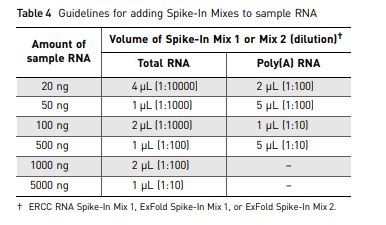 Table 4 Guidelines for adding Spike-In Mixes to sample RNA
Amount of sample RNA Volume of Spike-In Mix 1 or Mix 2 (dilution)†
Total RNA Poly(A) RNA
20 ng 4 µL (1:10000) 2 µL (1:100)
50 ng 1 µL (1:1000) 5 µL (1:100)
100 ng 2 µL (1:1000) 1 µL (1:10)
500 ng 1 µL (1:100) 5 µL (1:10)
1000 ng 2 µL (1:100) –
5000 ng 1 µL (1:10) –
† ERCC RNA Spike-In Mix 1, ExFold Spike-In Mix 1, or ExFold Spike-In Mix 2.